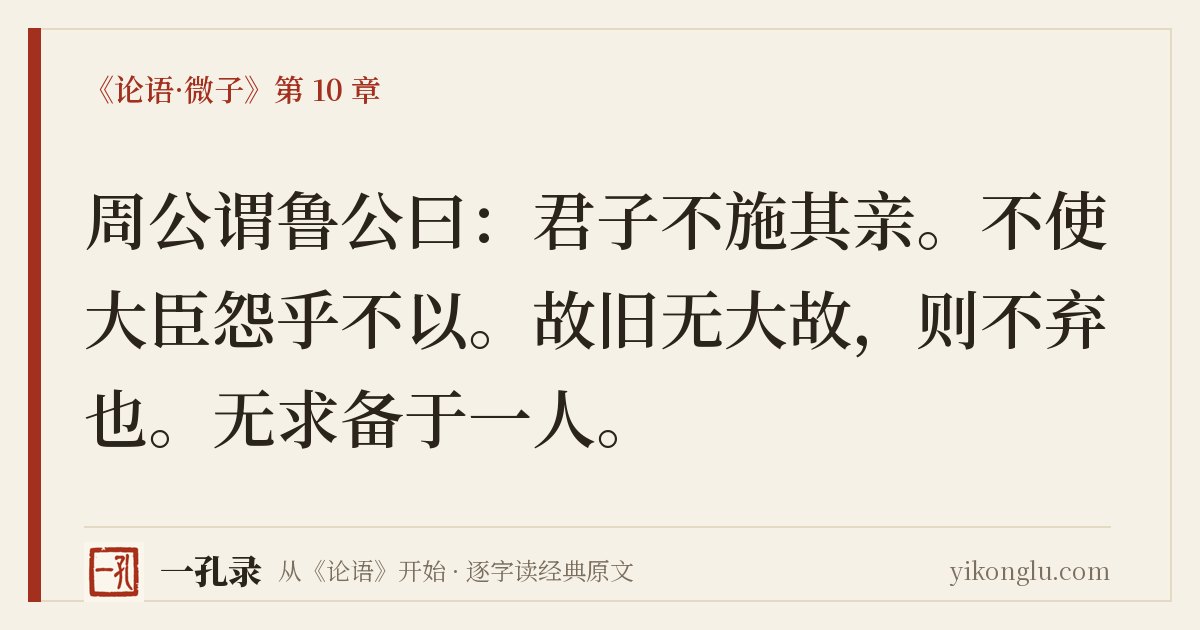 《论语·微子》第 10 章
周公谓鲁公曰：君子不施其亲。不使
大臣怨乎不以。故旧无大故，则不弃
也。无求备于一人。
一孔
一孔录 从《论语》开始 · 逐字读经典原文 yikonglu.com